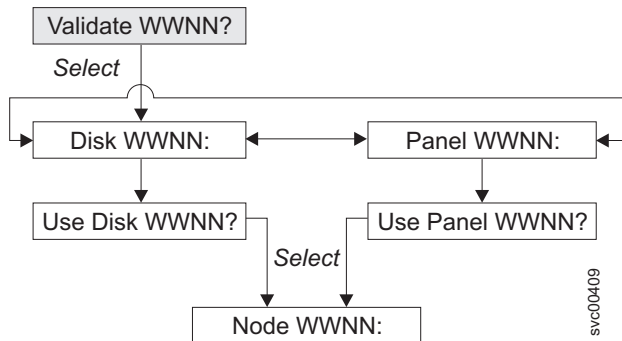 Validate WWNN?
Select
Disk WWNN:
Panel WWNN:
Use Disk WWNN?
Use Panel WWNN?
Select
Node WWNN:
svc00409